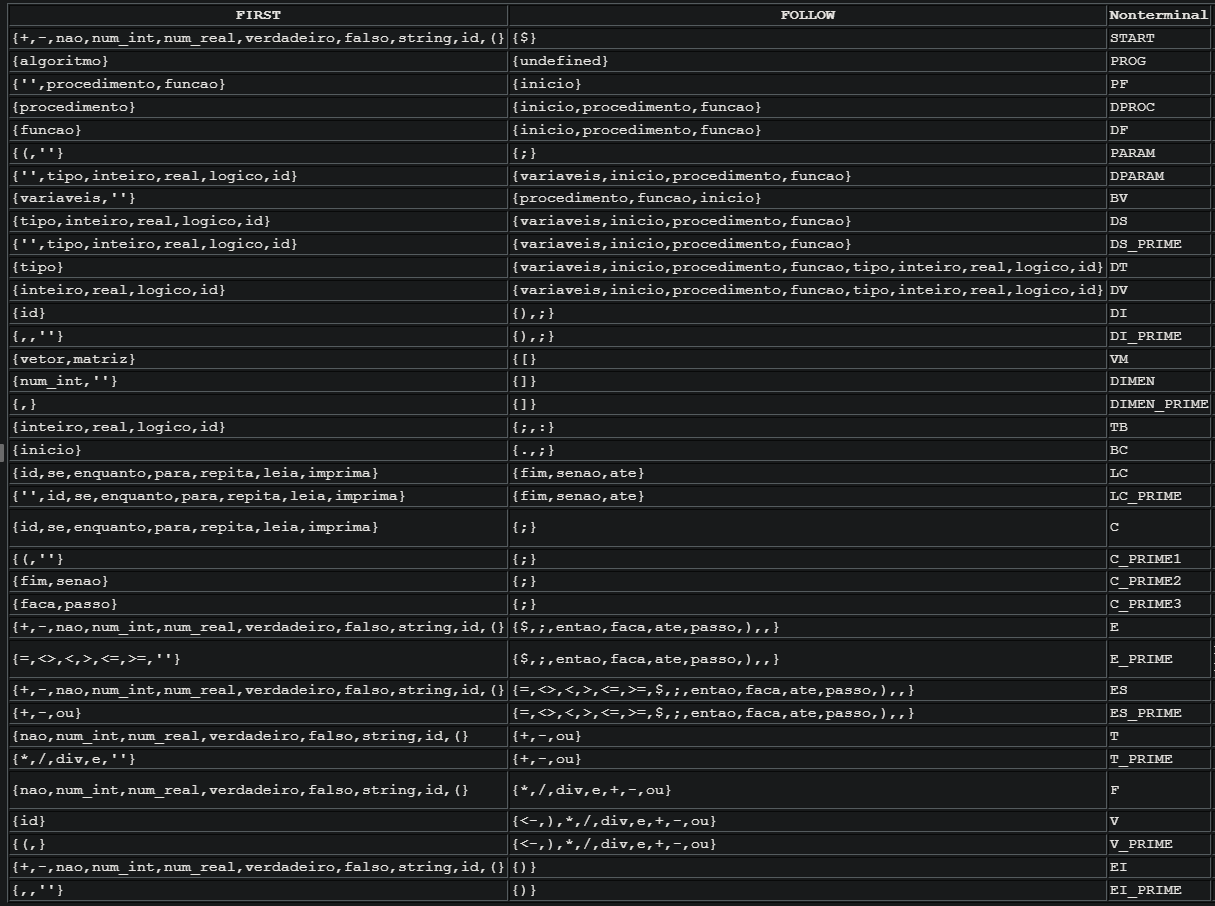 FIRST FOLLOW Nonterminal
{+,-,nao,num_int,num_real,verdadeiro,falso,string,id,(} {$} START
{algoritmo} {undefined} PROG
{'',procedimento,funcao} {inicio} PF
{procedimento} {inicio,procedimento,funcao} DPROC
{funcao} {inicio,procedimento,funcao} DF
{(,''} {;} PARAM
{'',tipo,inteiro,real,logico,id} {variaveis,inicio,procedimento,funcao} DPARAM
{variaveis,''} {procedimento,funcao,inicio} BV
{tipo,inteiro,real,logico,id} {variaveis,inicio,procedimento,funcao} DS
{'',tipo,inteiro,real,logico,id} {variaveis,inicio,procedimento,funcao} DS_PRIME
{tipo} {variaveis,inicio,procedimento,funcao,tipo,inteiro,real,logico,id} DT
{inteiro,real,logico,id} {variaveis,inicio,procedimento,funcao,tipo,inteiro,real,logico,id} DV
{id} {),;} DI
{,,''} {),;} DI_PRIME
{vetor,matriz} {[} VM
{num_int,''} {]} DIMEN
{,} {]} DIMEN_PRIME
{inteiro,real,logico,id} {;,:} TB
{inicio} {.,;} BC
{id,se,enquanto,para,repita,leia,imprima} {fim,senao,ate} LC
{'',id,se,enquanto,para,repita,leia,imprima} {fim,senao,ate} LC_PRIME
{id,se,enquanto,para,repita,leia,imprima} {;} C
{(,''} {;} C_PRIME1
{fim,senao} {;} C_PRIME2
{faca,passo} {;} C_PRIME3
{+,-,nao,num_int,num_real,verdadeiro,falso,string,id,(} {$,;,entao,faca,ate,passo,),,} E
{=,<>,<,>,<=,>=,''} {$,;,entao,faca,ate,passo,),,} E_PRIME
{+,-,nao,num_int,num_real,verdadeiro,falso,string,id,(} {=,<>,<,>,<=,>=,$,;,entao,faca,ate,passo,),,} ES
{+,-,ou} {=,<>,<,>,<=,>=,$,;,entao,faca,ate,passo,),,} ES_PRIME
{nao,num_int,num_real,verdadeiro,falso,string,id,(} {+,-,ou} T
{*,/,div,e,''} {+,-,ou} T_PRIME
{nao,num_int,num_real,verdadeiro,falso,string,id,(} {*,/,div,e,+,-,ou} F
{id} {<-,),*,/,div,e,+,-,ou} V
{(,} {<-,),*,/,div,e,+,-,ou} V_PRIME
{+,-,nao,num_int,num_real,verdadeiro,falso,string,id,(} {)} EI
{,,''} {)} EI_PRIME